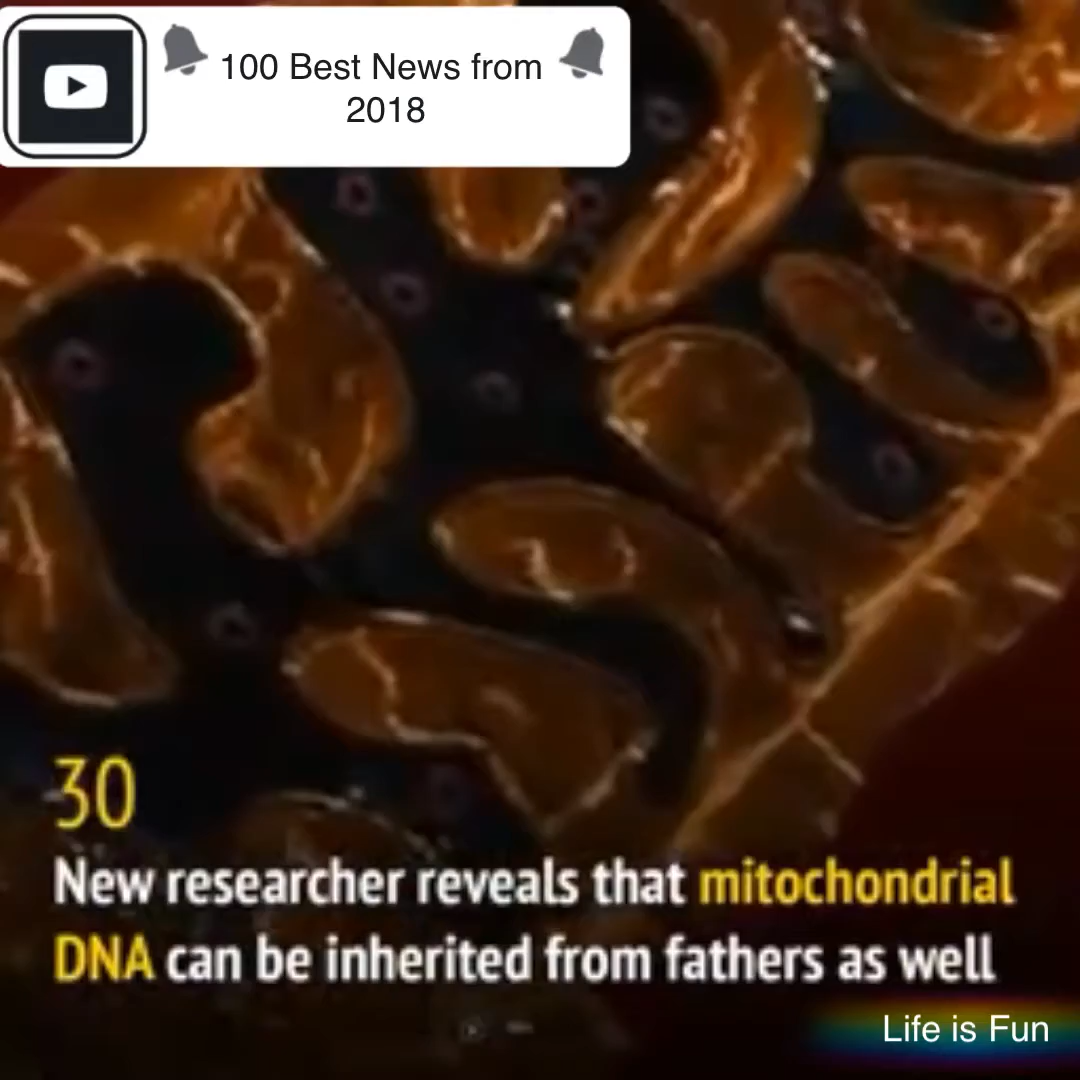 100 Best News from
2018
30
New researcher reveals that mitochondrial
DNA can be inherited from fathers as well
Life is Fun